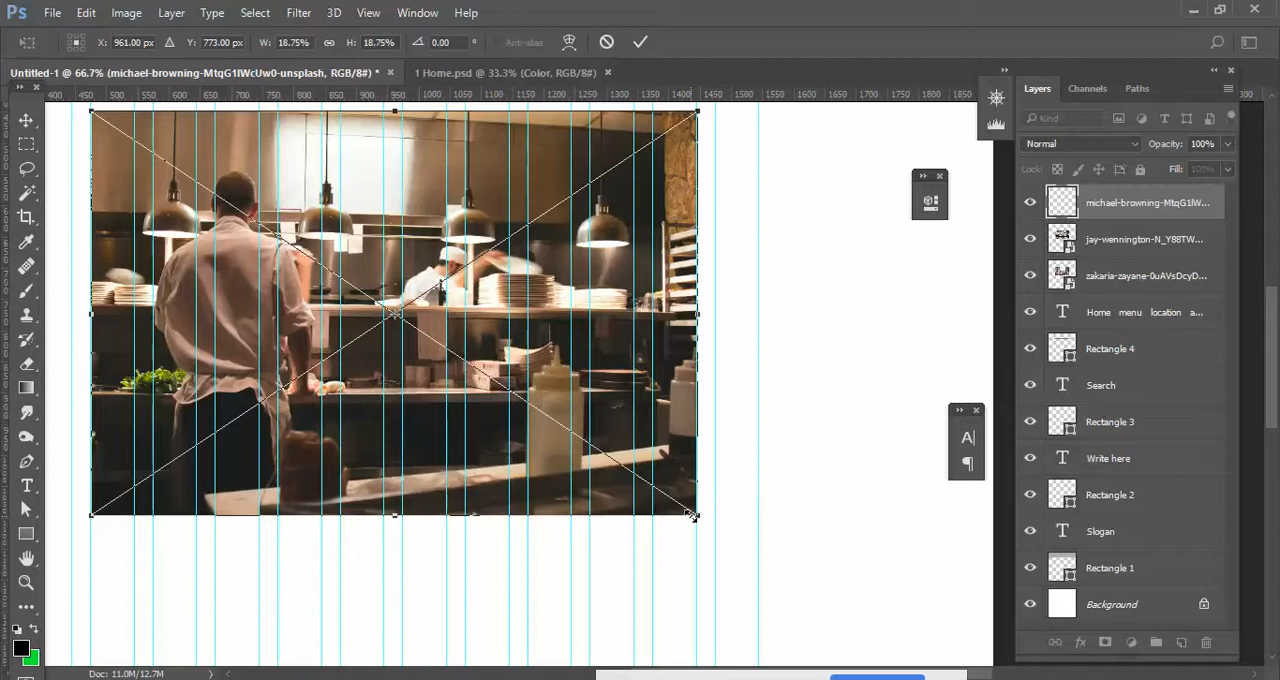 Ps File Edit Image Layer Type Select Filter 3D View Window Help
X: 961.00 px Y: 773.00 px W: 18.75% H: 18.75% 0.00 ° Anti-alias
Untitled-1 @ 66.7% (michael-browning-MtqG1lWcUw0-unsplash, RGB/8#) * 1 Home.psd @ 33.3% (Color, RGB/8#)
400 500 600 650 700 750 800 850 900 950 1000 1050 1100 1150 1200 1250 1300 1350 1400 1450 1500 1550 1600 1650 1700 1750 1800 1850
Layers Channels Paths
Kind
Normal Opacity: 100%
Lock: Fill: 100%
michael-browning-MtqG1lW...
jay-wennington-N_Y88TW...
zakaria-zayane-0uAVsDcyD...
Home menu location a...
Rectangle 4
Search
Rectangle 3
Write here
Rectangle 2
Slogan
Rectangle 1
Background
Doc: 11.0M/12.7M